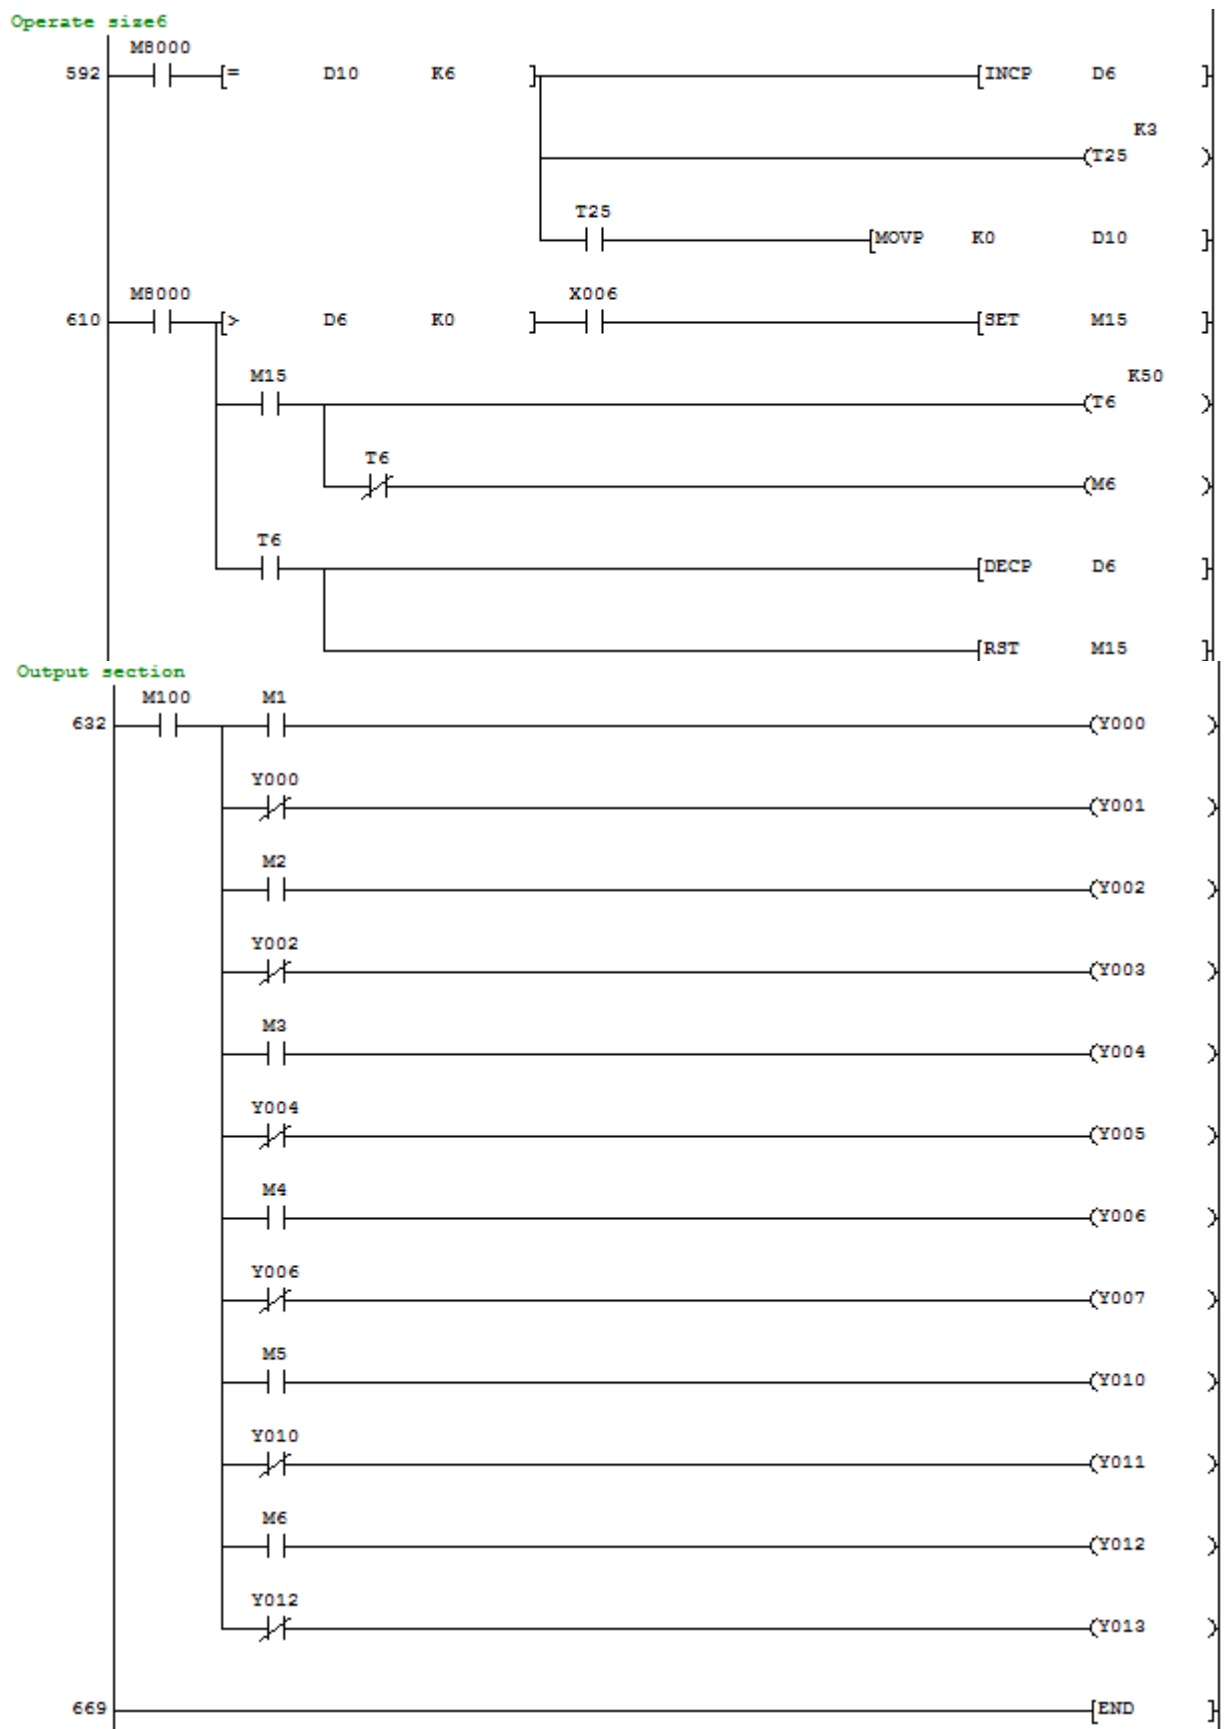 Operate size6
M8000
592 [= D10 K6 ] [INCP D6 ]
K3
(T25 )
T25
[MOVP K0 D10 ]
M8000 X006
610 [> D6 K0 ] [SET M15 ]
M15 K50
(T6 )
T6
(M6 )
T6
[DECP D6 ]
[RST M15 ]
Output section
M100 M1
632 (Y000 )
Y000
(Y001 )
M2
(Y002 )
Y002
(Y003 )
M3
(Y004 )
Y004
(Y005 )
M4
(Y006 )
Y006
(Y007 )
M5
(Y010 )
Y010
(Y011 )
M6
(Y012 )
Y012
(Y013 )
669 [END ]